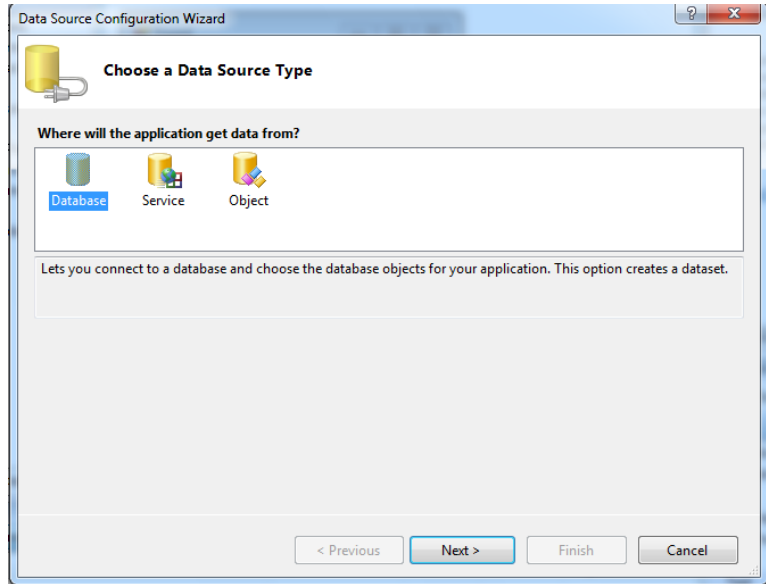 Data Source Configuration Wizard
Choose a Data Source Type
Where will the application get data from?
Database Service Object
Lets you connect to a database and choose the database objects for your application. This option creates a dataset.
< Previous Next > Finish Cancel